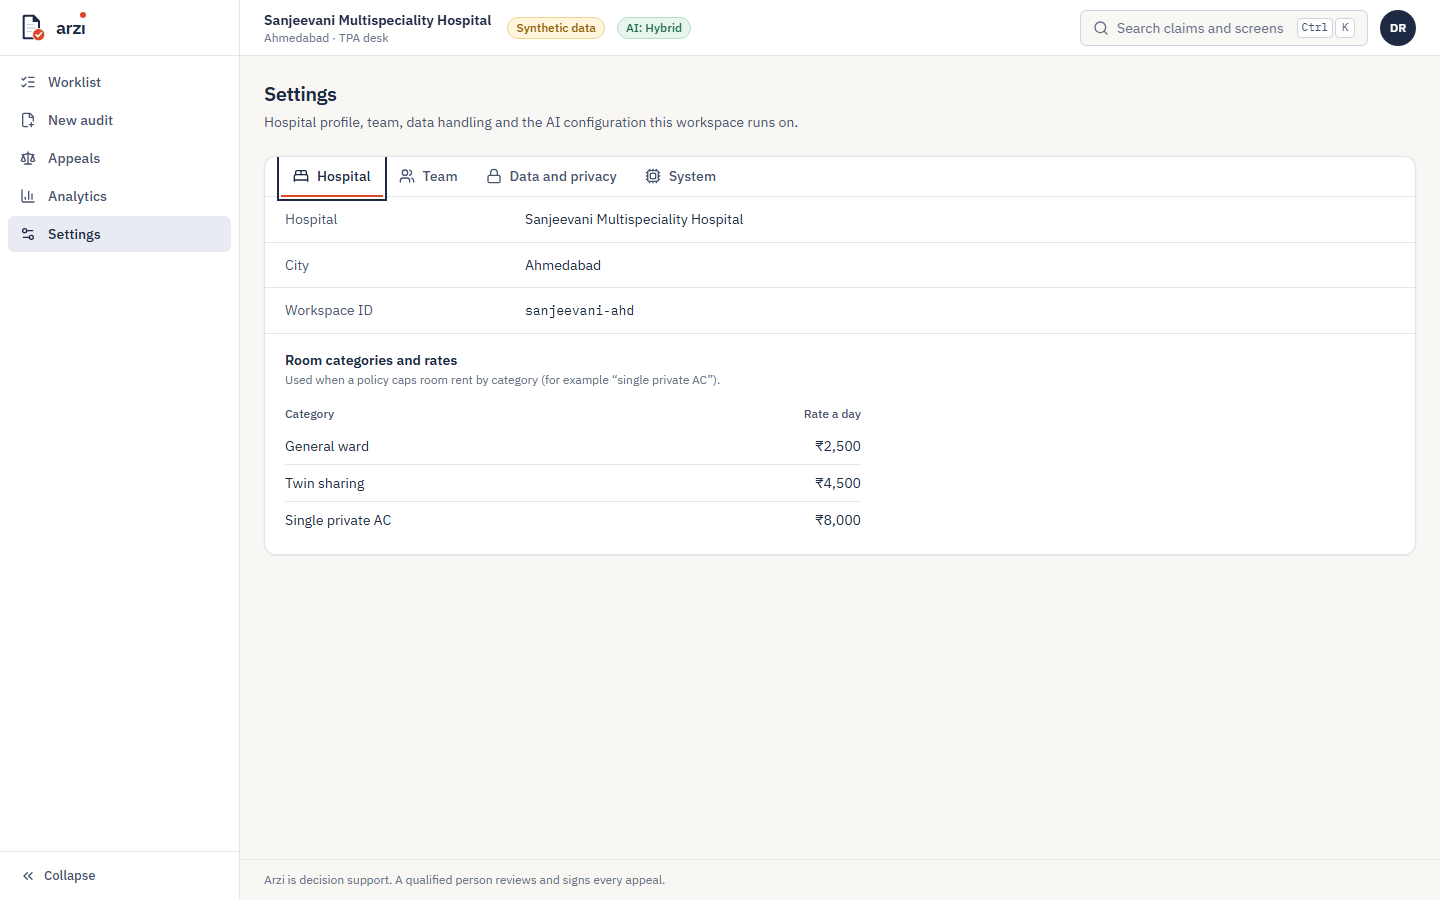 arzi
Sanjeevani Multispeciality Hospital
Ahmedabad · TPA desk
Synthetic data
AI: Hybrid
Search claims and screens
Ctrl K
DR
Worklist
New audit
Appeals
Analytics
Settings
Collapse
Settings
Hospital profile, team, data handling and the AI configuration this workspace runs on.
Hospital
Team
Data and privacy
System
Hospital Sanjeevani Multispeciality Hospital
City Ahmedabad
Workspace ID sanjeevani-ahd
Room categories and rates
Used when a policy caps room rent by category (for example “single private AC”).
Category Rate a day
General ward ₹2,500
Twin sharing ₹4,500
Single private AC ₹8,000
Arzi is decision support. A qualified person reviews and signs every appeal.